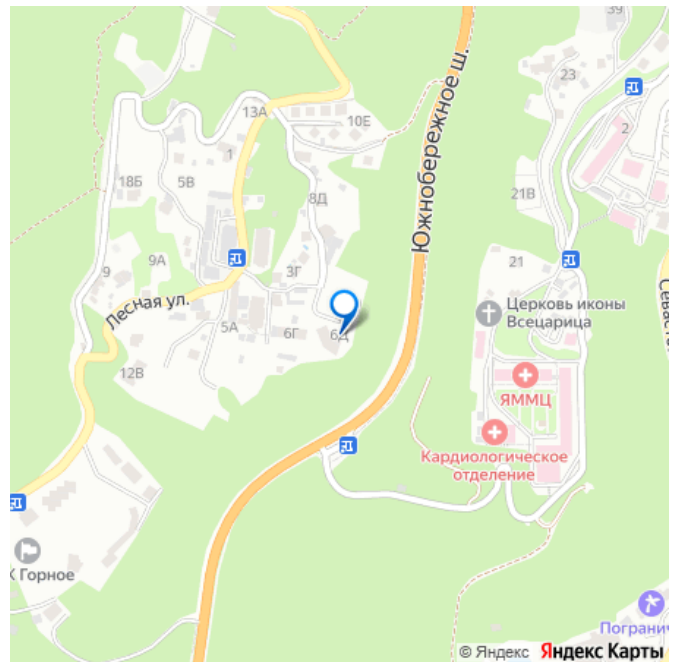 39
23
13А
10Е
2
1
18Б
5В
8Д
21В
Южнобережное ш.
9А
3Г
9
21
Лесная ул.
Церковь иконы
Всецарица
5А
6Г
6Д
12В
ЯММЦ
Кардиологическое
отделение
К Горное
Севасто
Погранич
© Яндекс Яндекс Карты